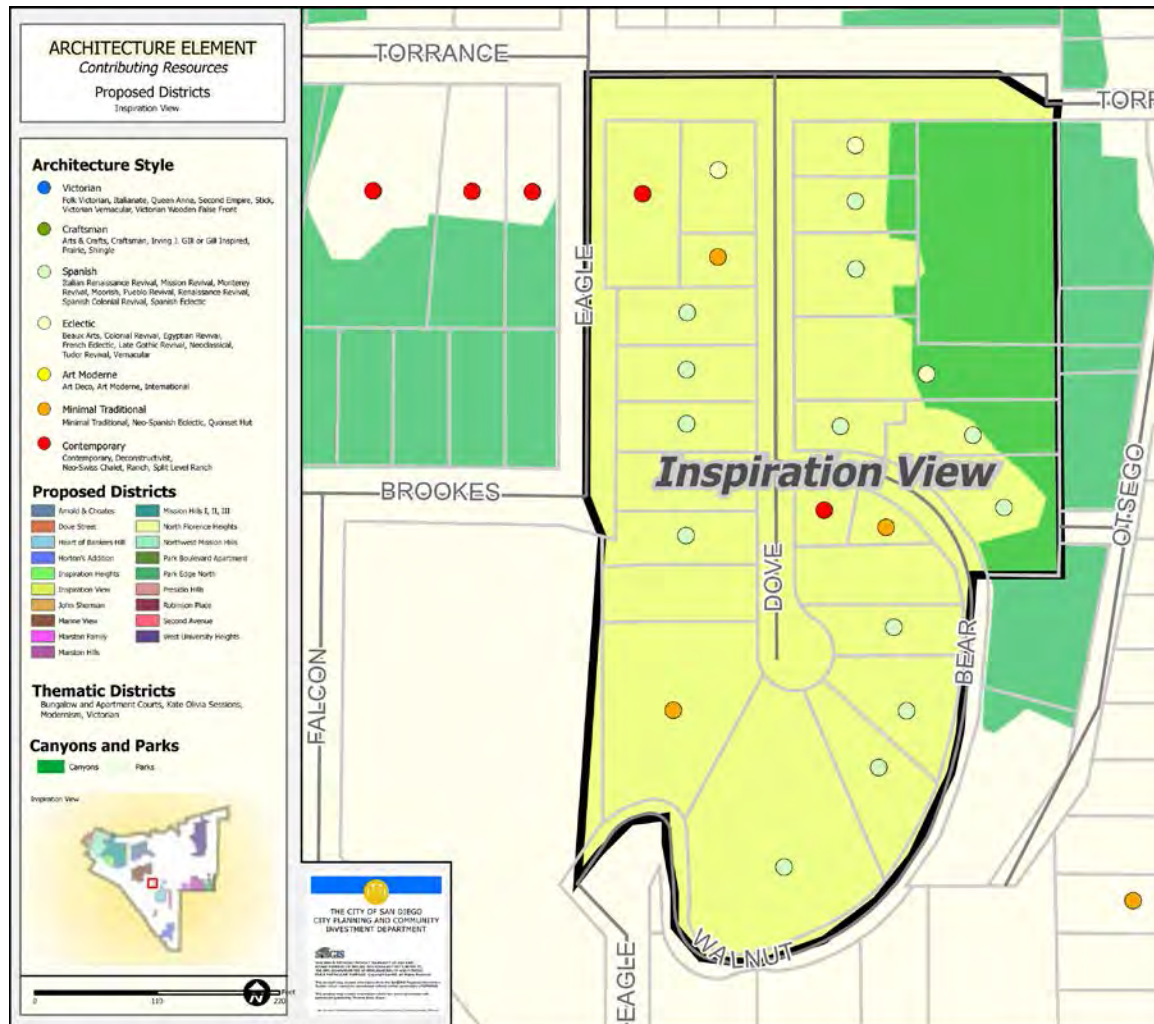 ARCHITECTURE ELEMENT
Contributing Resources
Proposed Districts
Inspiration View
Architecture Style
Victorian
Folk Victorian, Italianate, Queen Anna, Second Empire, Stick,
Victorian Vernacular, Victorian Wooden False Front
Craftsman
Arts & Crafts, Craftsman, Irving J. Gill or Gill Inspired,
Prairie, Shingle
Spanish
Italian Renaissance Revival, Mission Revival, Monterey
Revival, Moorish, Pueblo Revival, Renaissance Revival,
Spanish Colonial Revival, Spanish Eclectic
Eclectic
Beaux Arts, Colonial Revival, Egyptian Revival,
French Eclectic, Late Gothic Revival, Neoclassical,
Tudor Revival, Vernacular
Art Moderne
Art Deco, Art Moderne, International
Minimal Traditional
Minimal Traditional, Neo-Spanish Eclectic, Quonset Hut
Contemporary
Contemporary, Deconstructivist,
Neo-Swiss Chalet, Ranch, Split Level Ranch
Proposed Districts
Arnold & Choates
Dove Street
Heart of Bankers Hill
Horton's Addition
Inspiration Heights
Inspiration View
John Sherman
Marine View
Marston Family
Marston Hills
Mission Hills I, II, III
North Florence Heights
Northwest Mission Hills
Park Boulevard Apartment
Park Edge North
Presidio Hills
Robinson Place
Second Avenue
West University Heights
Thematic Districts
Bungalow and Apartment Courts, Kate Olivia Sessions,
Modernism, Victorian
Canyons and Parks
Canyons
Parks
Inspiration View
N
Feet
0
110
220
THE CITY OF SAN DIEGO
CITY PLANNING AND COMMUNITY
INVESTMENT DEPARTMENT
SanGIS
TORRANCE
TORR
EAGLE
BROOKES
Inspiration View
DOVE
OTSEGO
BEAR
FALCON
WALNUT
EAGLE